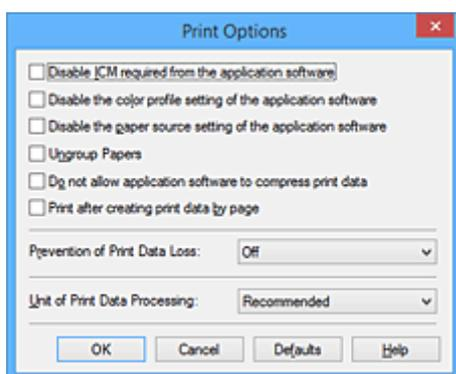 Print Options
x
Disable ICM required from the application software
Disable the color profile setting of the application software
Disable the paper source setting of the application software
Ungroup Papers
Do not allow application software to compress print data
Print after creating print data by page
Prevention of Print Data Loss: Off
Unit of Print Data Processing: Recommended
OK Cancel Defaults Help